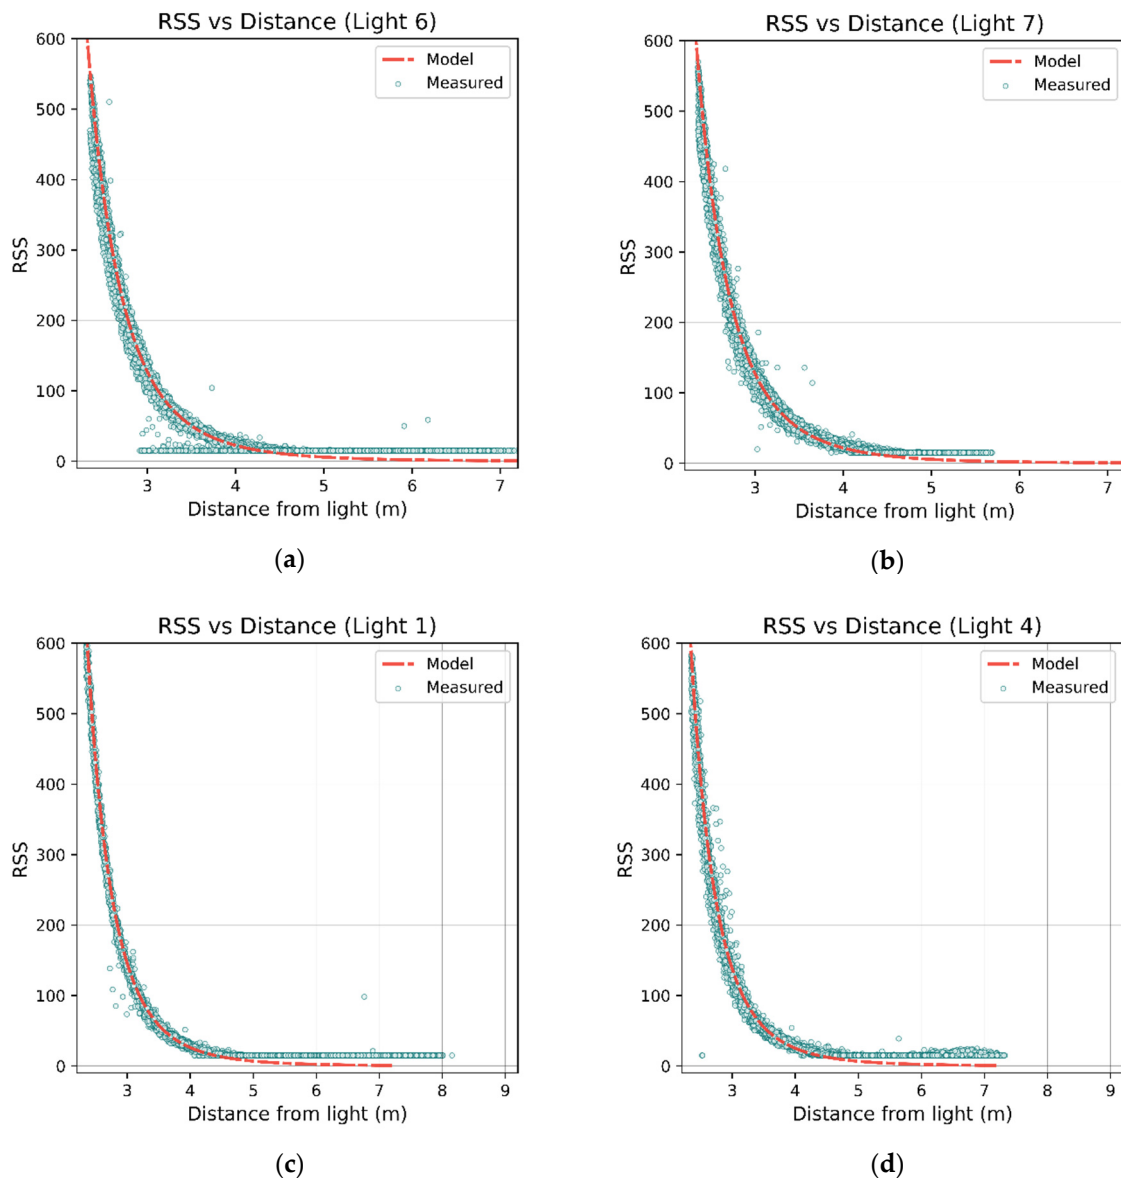 RSS vs Distance (Light 6)
600
500
400
300
200
100
0
RSS
3 4 5 6 7
Distance from light (m)
Model
Measured
(a)
RSS vs Distance (Light 7)
600
500
400
300
200
100
0
RSS
3 4 5 6 7
Distance from light (m)
Model
Measured
(b)
RSS vs Distance (Light 1)
600
500
400
300
200
100
0
RSS
3 4 5 6 7 8 9
Distance from light (m)
Model
Measured
(c)
RSS vs Distance (Light 4)
600
500
400
300
200
100
0
RSS
3 4 5 6 7 8 9
Distance from light (m)
Model
Measured
(d)